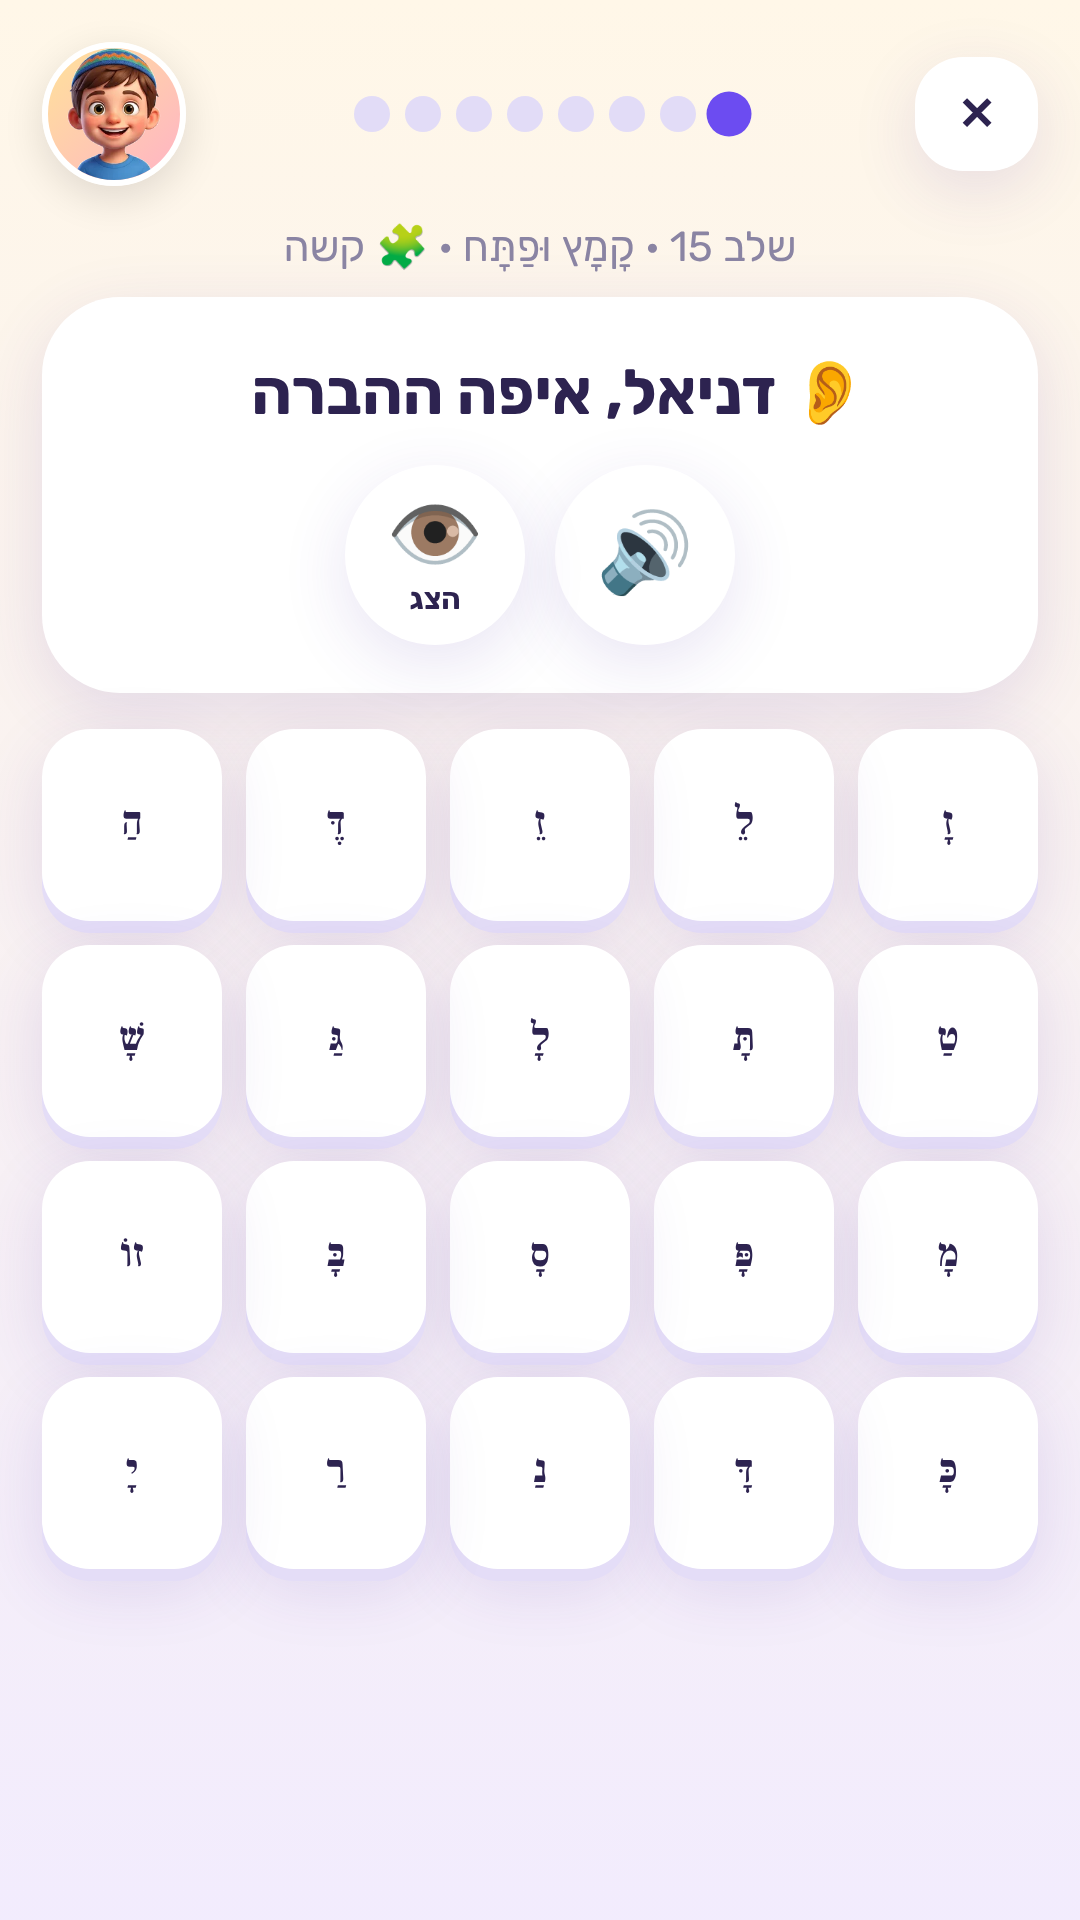 ✕
שלב 15 • קָמָץ וּפַתָּח • 🧩 קשה
👂 דניאל, איפה ההברה
הצג
זָ לֵ זֵ דֶּ הַ
טַ תָּ לָ גַּ שָׁ
מָ פָּ סָ בָּ זוֹ
כָּ דָּ נַ רַ יָ